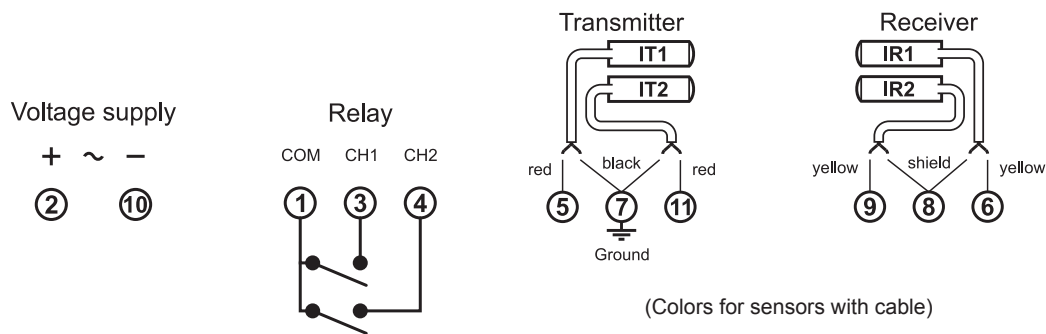 Transmitter
IT1
IT2
red
black
red
5
7
11
Ground
Receiver
IR1
IR2
yellow
shield
yellow
9
8
6
Voltage supply
+ ~ −
2
10
Relay
COM CH1 CH2
1
3
4
(Colors for sensors with cable)